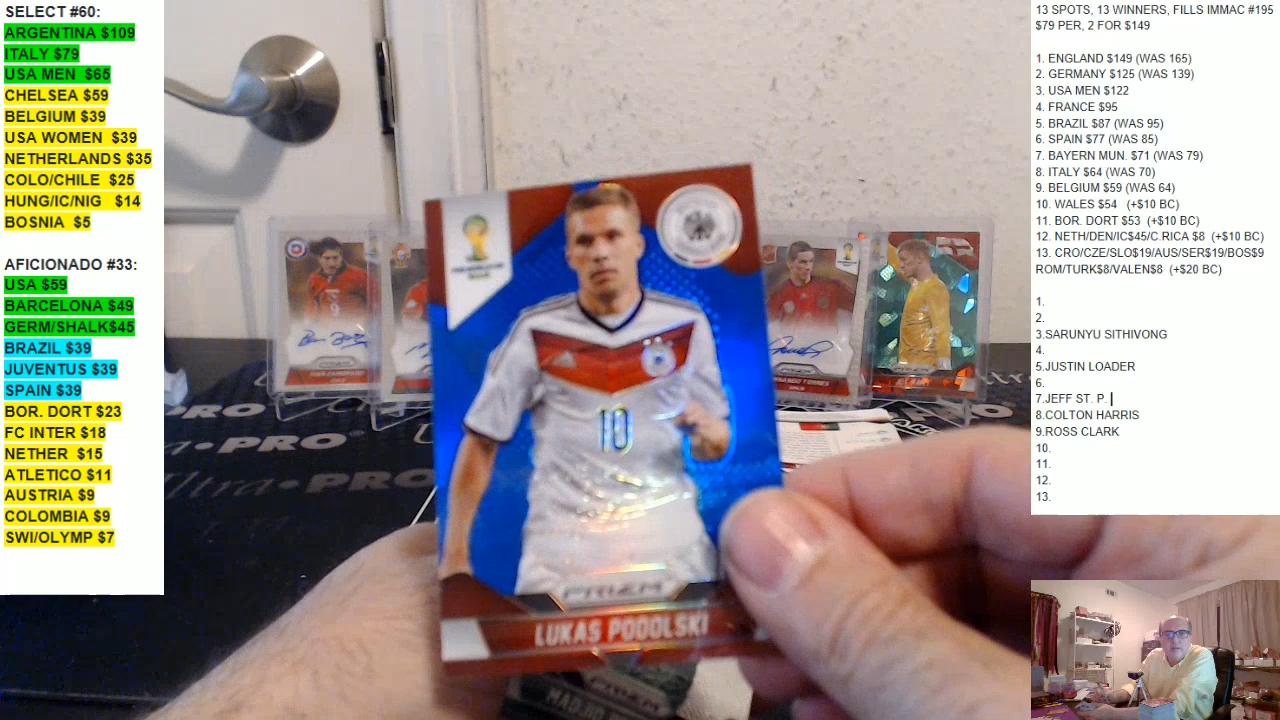 SELECT #60:
ARGENTINA $109
ITALY $79
USA MEN $65
CHELSEA $59
BELGIUM $39
USA WOMEN $39
NETHERLANDS $35
COLO/CHILE $25
HUNG/IC/NIG $14
BOSNIA $5
AFICIONADO #33:
USA $59
BARCELONA $49
GERM/SHALK$45
BRAZIL $39
JUVENTUS $39
SPAIN $39
BOR. DORT $23
FC INTER $18
NETHER $15
ATLETICO $11
AUSTRIA $9
COLOMBIA $9
SWI/OLYMP $7
10
PRIZM
LUKAS PODOLSKI
Ultra•PRO
13 SPOTS, 13 WINNERS, FILLS IMMAC #195
$79 PER, 2 FOR $149
1. ENGLAND $149 (WAS 165)
2. GERMANY $125 (WAS 139)
3. USA MEN $122
4. FRANCE $95
5. BRAZIL $87 (WAS 95)
6. SPAIN $77 (WAS 85)
7. BAYERN MUN. $71 (WAS 79)
8. ITALY $64 (WAS 70)
9. BELGIUM $59 (WAS 64)
10. WALES $54 (+$10 BC)
11. BOR. DORT $53 (+$10 BC)
12. NETH/DEN/IC$45/C.RICA $8 (+$10 BC)
13. CRO/CZE/SLO$19/AUS/SER$19/BOS$9
ROM/TURK$8/VALEN$8 (+$20 BC)
1.
2.
3.SARUNYU SITHIVONG
4.
5.JUSTIN LOADER
6.
7.JEFF ST. P.
8.COLTON HARRIS
9.ROSS CLARK
10.
11.
12.
13.